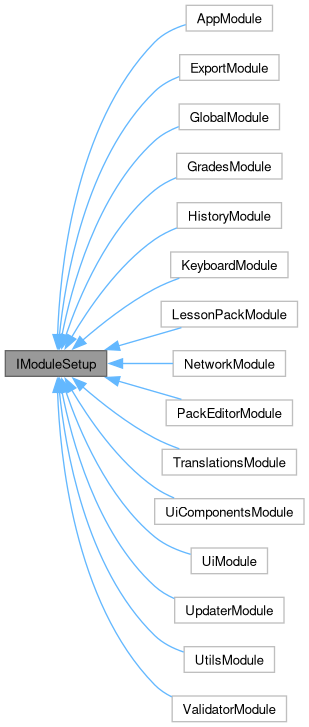 AppModule
ExportModule
GlobalModule
GradesModule
HistoryModule
KeyboardModule
LessonPackModule
IModuleSetup
NetworkModule
PackEditorModule
TranslationsModule
UiComponentsModule
UiModule
UpdaterModule
UtilsModule
ValidatorModule